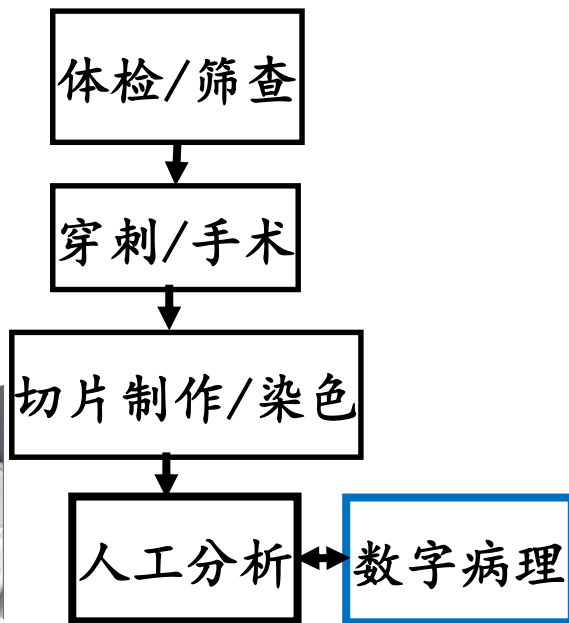 体检/筛查
穿刺/手术
切片制作/染色
人工分析
数字病理